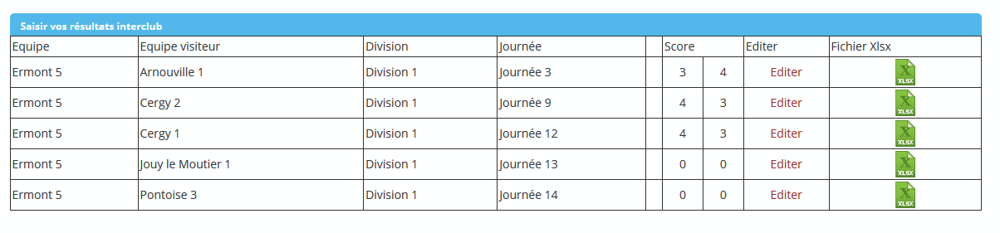 Saisir vos résultats interclub
Equipe Equipe visiteur Division Journée Score Editer Fichier Xlsx
Ermont 5 Arnouville 1 Division 1 Journée 3 3 4 Editer XLSX
Ermont 5 Cergy 2 Division 1 Journée 9 4 3 Editer XLSX
Ermont 5 Cergy 1 Division 1 Journée 12 4 3 Editer XLSX
Ermont 5 Jouy le Moutier 1 Division 1 Journée 13 0 0 Editer XLSX
Ermont 5 Pontoise 3 Division 1 Journée 14 0 0 Editer XLSX